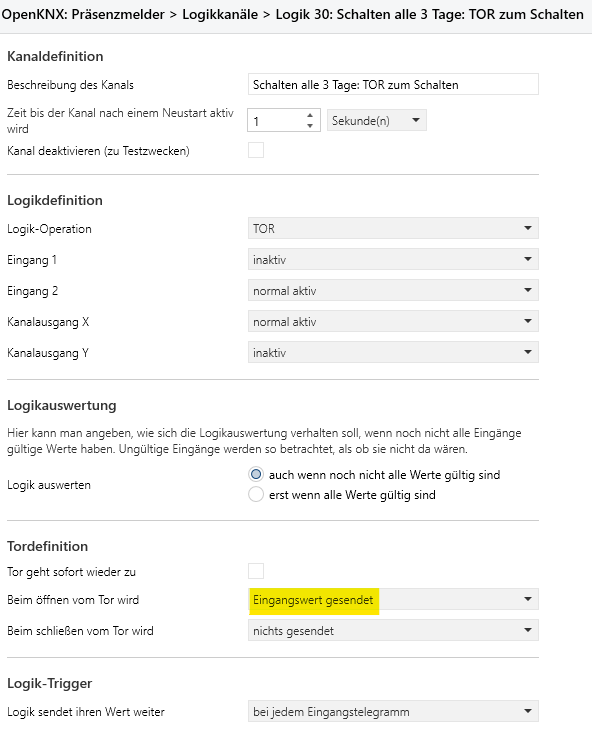 OpenKNX: Präsenzmelder > Logikkanäle > Logik 30: Schalten alle 3 Tage: TOR zum Schalten
Kanaldefinition
Beschreibung des Kanals Schalten alle 3 Tage: TOR zum Schalten
Zeit bis der Kanal nach einem Neustart aktiv
wird 1 Sekunde(n)
Kanal deaktivieren (zu Testzwecken)
Logikdefinition
Logik-Operation TOR
Eingang 1 inaktiv
Eingang 2 normal aktiv
Kanalausgang X normal aktiv
Kanalausgang Y inaktiv
Logikauswertung
Hier kann man angeben, wie sich die Logikauswertung verhalten soll, wenn noch nicht alle Eingänge
gültige Werte haben. Ungültige Eingänge werden so betrachtet, als ob sie nicht da wären.
Logik auswerten auch wenn noch nicht alle Werte gültig sind
erst wenn alle Werte gültig sind
Tordefinition
Tor geht sofort wieder zu
Beim öffnen vom Tor wird Eingangswert gesendet
Beim schließen vom Tor wird nichts gesendet
Logik-Trigger
Logik sendet ihren Wert weiter bei jedem Eingangstelegramm